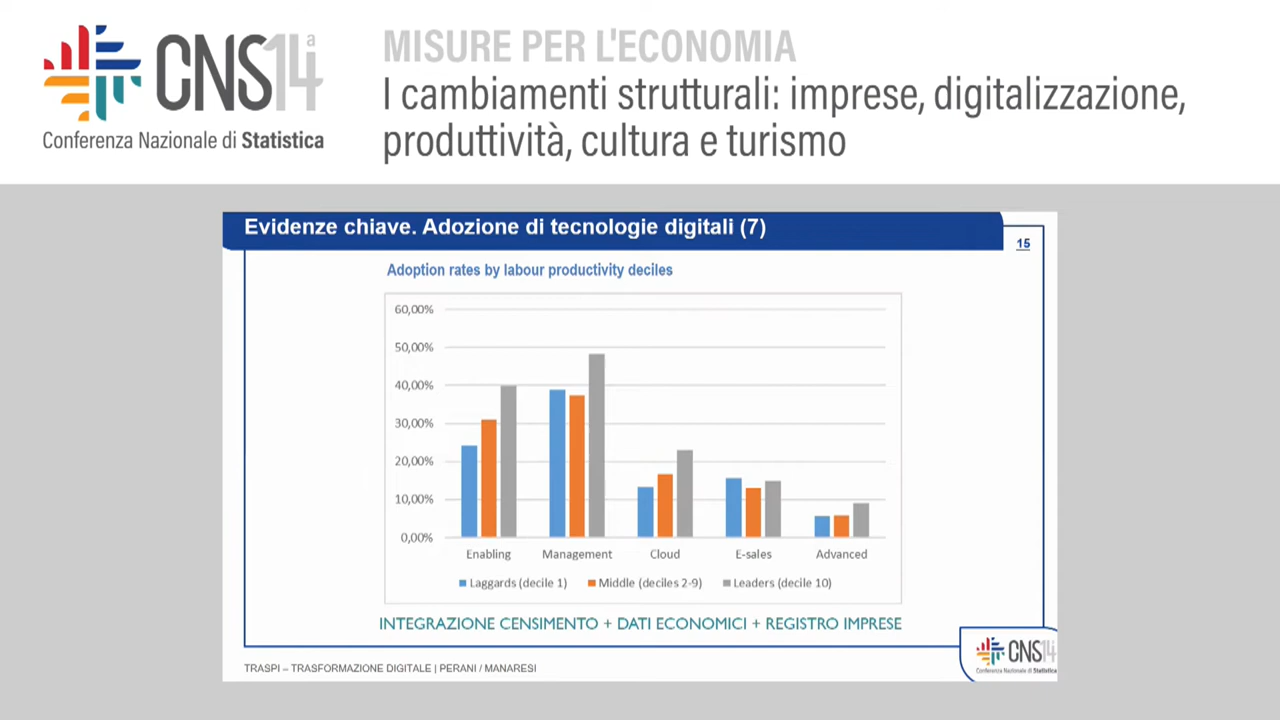 CNS14a
Conferenza Nazionale di Statistica
MISURE PER L'ECONOMIA
I cambiamenti strutturali: imprese, digitalizzazione,
produttività, cultura e turismo
Evidenze chiave. Adozione di tecnologie digitali (7)
15
Adoption rates by labour productivity deciles
60,00%
50,00%
40,00%
30,00%
20,00%
10,00%
0,00%
Enabling Management Cloud E-sales Advanced
Laggards (decile 1) Middle (deciles 2-9) Leaders (decile 10)
INTEGRAZIONE CENSIMENTO + DATI ECONOMICI + REGISTRO IMPRESE
TRASPI – TRASFORMAZIONE DIGITALE | PERANI / MANARESI
CNS14
Conferenza Nazionale di Statistica